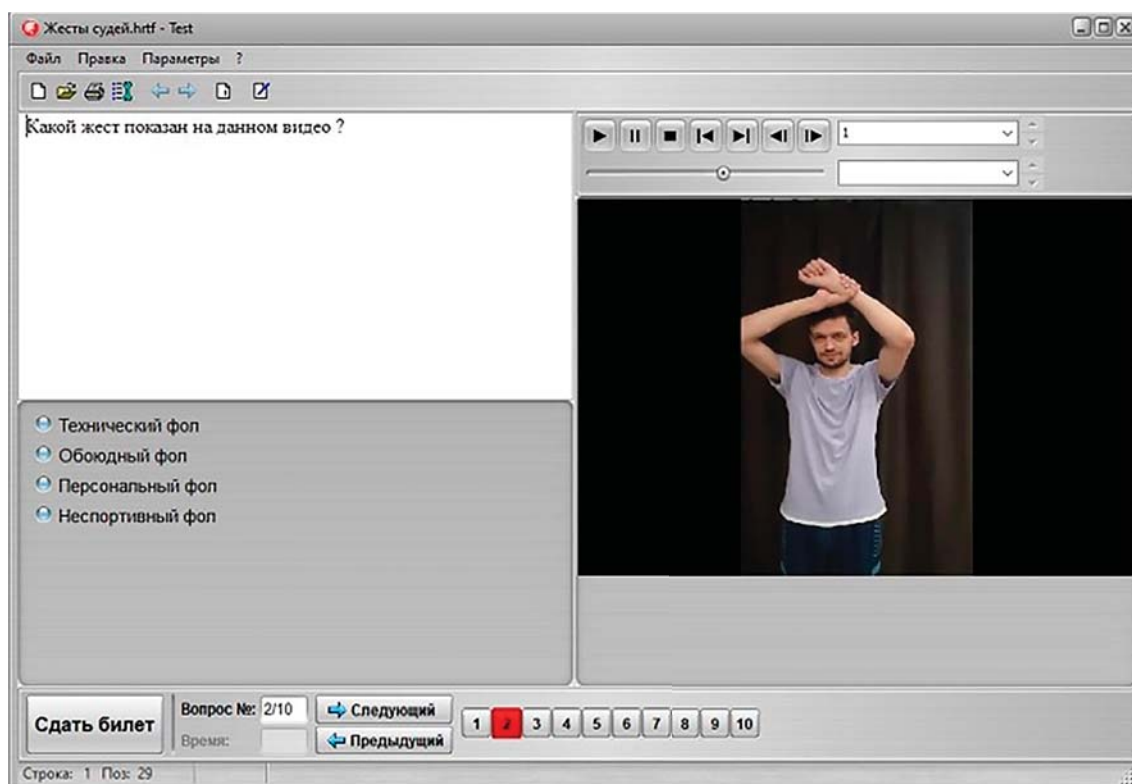 Жесты судей.hrtf - Test
Файл Правка Параметры ?
Какой жест показан на данном видео ?
1
Технический фол
Обоюдный фол
Персональный фол
Неспортивный фол
Сдать билет
Вопрос №: 2/10
Следующий
1 2 3 4 5 6 7 8 9 10
Время:
Предыдущий
Строка: 1 Поз: 29